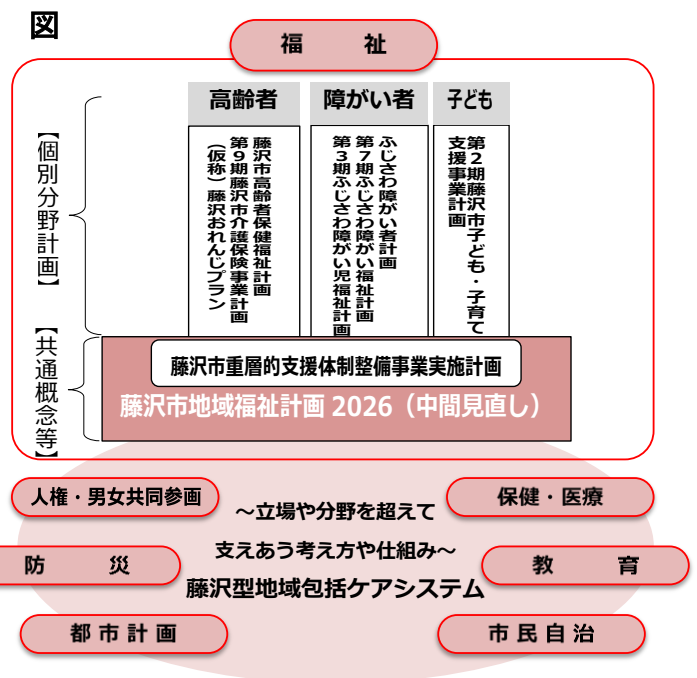 図
福 祉
高齢者
障がい者
子ども
【個別分野計画】
藤沢市高齢者保健福祉計画
第9期藤沢市介護保険事業計画
（仮称）藤沢おれんじプラン
ふじさわ障がい者計画
第7期ふじさわ障がい福祉計画
第3期ふじさわ障がい児福祉計画
第2期藤沢市子ども・子育て
支援事業計画
【共通概念等】
藤沢市重層的支援体制整備事業実施計画
藤沢市地域福祉計画 2026（中間見直し）
人権・男女共同参画
保健・医療
～立場や分野を超えて
支えあう考え方や仕組み～
防 災
教 育
藤沢型地域包括ケアシステム
都市計画
市民自治